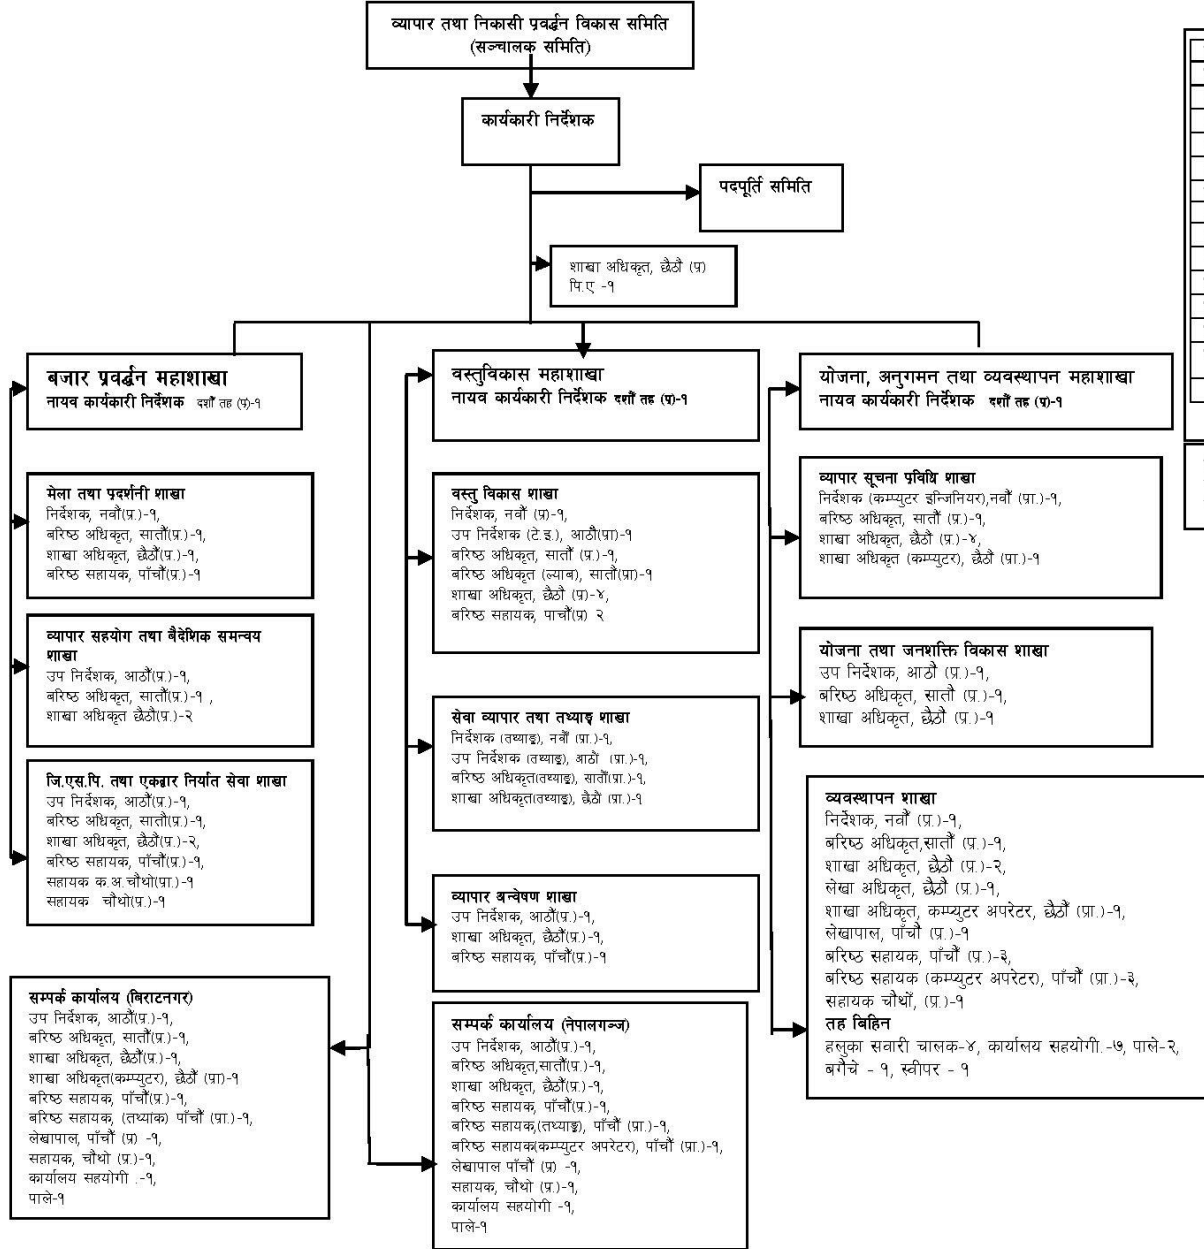 व्यापार तथा निकासी प्रवर्द्धन विकास समिति
(सञ्चालक समिति)
कार्यकारी निर्देशक
पदपूर्ति समिति
शाखा अधिकृत, छैठौ (प्र)
पि.ए -१
बजार प्रवर्द्धन महाशाखा
नायव कार्यकारी निर्देशक दशौं तह (प्र)-१
मेला तथा प्रदर्शनी शाखा
निर्देशक, नवौं(प्र.)-१,
बरिष्ठ अधिकृत, सातौं(प्र.)-१,
शाखा अधिकृत, छैठौं(प्र.)-१,
बरिष्ठ सहायक, पाँचौं(प्र.)-१
व्यापार सहयोग तथा बैदेशिक समन्वय
शाखा
उप निर्देशक, आठौं(प्र.)-१,
बरिष्ठ अधिकृत, सातौं(प्र.)-१ ,
शाखा अधिकृत छैठौं(प्र.)-२
जि.एस.पि. तथा एकद्वार निर्यात सेवा शाखा
उप निर्देशक, आठौं(प्र.)-१,
बरिष्ठ अधिकृत, सातौं(प्र.)-१,
शाखा अधिकृत, छैठौं(प्र.)-२,
बरिष्ठ सहायक, पाँचौं(प्र.)-१,
सहायक क.अ.चौथो(प्रा.)-१
सहायक चौथो(प्र.)-१
सम्पर्क कार्यालय (बिराटनगर)
उप निर्देशक, आठौं(प्र.)-१,
बरिष्ठ अधिकृत, सातौं(प्र.)-१,
शाखा अधिकृत, छैठौं(प्र.)-१,
शाखा अधिकृत(कम्प्युटर), छैठौं (प्रा)-१
बरिष्ठ सहायक, पाँचौं(प्र.)-१,
बरिष्ठ सहायक, (तथ्यांक) पाँचौं (प्रा.)-१,
लेखापाल, पाँचौं (प्र) -१,
सहायक, चौथो (प्र.)-१,
कार्यालय सहयोगी .-१,
पाले-१
वस्तुविकास महाशाखा
नायव कार्यकारी निर्देशक दशौं तह (प्र)-१
वस्तु विकास शाखा
निर्देशक, नवौं (प्र)-१,
उप निर्देशक (टे.इ.), आठौं(प्रा)-१
बरिष्ठ अधिकृत, सातौं (प्र.)-१,
बरिष्ठ अधिकृत (ल्याब), सातौं(प्रा)-१
शाखा अधिकृत, छैठौ (प्र)-४,
बरिष्ठ सहायक, पाचौं(प्र) २
सेवा व्यापार तथा तथ्याङ्क शाखा
निर्देशक (तथ्याङ्क), नवौं (प्रा.)-१,
उप निर्देशक (तथ्याङ्क), आठौं (प्रा.)-१,
बरिष्ठ अधिकृत(तथ्याङ्क), सातौं(प्रा.)-१,
शाखा अधिकृत(तथ्याङ्क), छैठौं (प्रा.)-१
व्यापार अन्वेषण शाखा
उप निर्देशक, आठौं(प्र.)-१,
शाखा अधिकृत, छैठौं(प्र.)-१,
बरिष्ठ सहायक, पाँचौं(प्र.)-१
सम्पर्क कार्यालय (नेपालगञ्ज)
उप निर्देशक, आठौं(प्र.)-१,
बरिष्ठ अधिकृत,सातौं(प्र.)-१,
शाखा अधिकृत, छैठौं(प्र.)-१,
बरिष्ठ सहायक, पाँचौं(प्र.)-१,
बरिष्ठ सहायक,(तथ्याङ्क), पाँचौं (प्रा.)-१,
बरिष्ठ सहायक(कम्प्युटर अपरेटर), पाँचौं (प्रा.)-१,
लेखापाल पाँचौं (प्र) -१,
सहायक, चौथो (प्र.)-१,
कार्यालय सहयोगी -१,
पाले-१
योजना, अनुगमन तथा व्यवस्थापन महाशाखा
नायव कार्यकारी निर्देशक दशौं तह (प्र)-१
व्यापार सूचना प्रविधि शाखा
निर्देशक (कम्प्युटर इन्जिनियर),नवौं (प्रा.)-१,
बरिष्ठ अधिकृत, सातौं (प्र.)-१,
शाखा अधिकृत, छैठौ (प्र.)-४,
शाखा अधिकृत (कम्प्युटर), छैठौं (प्रा.)-१
योजना तथा जनशक्ति विकास शाखा
उप निर्देशक, आठौं (प्र.)-१,
बरिष्ठ अधिकृत, सातौ (प्र.)-१,
शाखा अधिकृत, छैठौ (प्र.)-१
व्यवस्थापन शाखा
निर्देशक, नवौं (प्र.)-१,
बरिष्ठ अधिकृत,सातौं (प्र.)-१,
शाखा अधिकृत, छैठौं (प्र.)-२,
लेखा अधिकृत, छैठौं (प्र.)-१,
शाखा अधिकृत, कम्प्युटर अपरेटर, छैठौं (प्रा.)-१,
लेखापाल, पाँचौ (प्र.)-१
बरिष्ठ सहायक, पाँचौं (प्र.)-३,
बरिष्ठ सहायक (कम्प्युटर अपरेटर), पाँचौं (प्रा.)-३,
सहायक चौथौं, (प्र.)-१
तह बिहिन
हलुका सवारी चालक-४, कार्यालय सहयोगी.-७, पाले-२,
बगैचे - १, स्वीपर - १